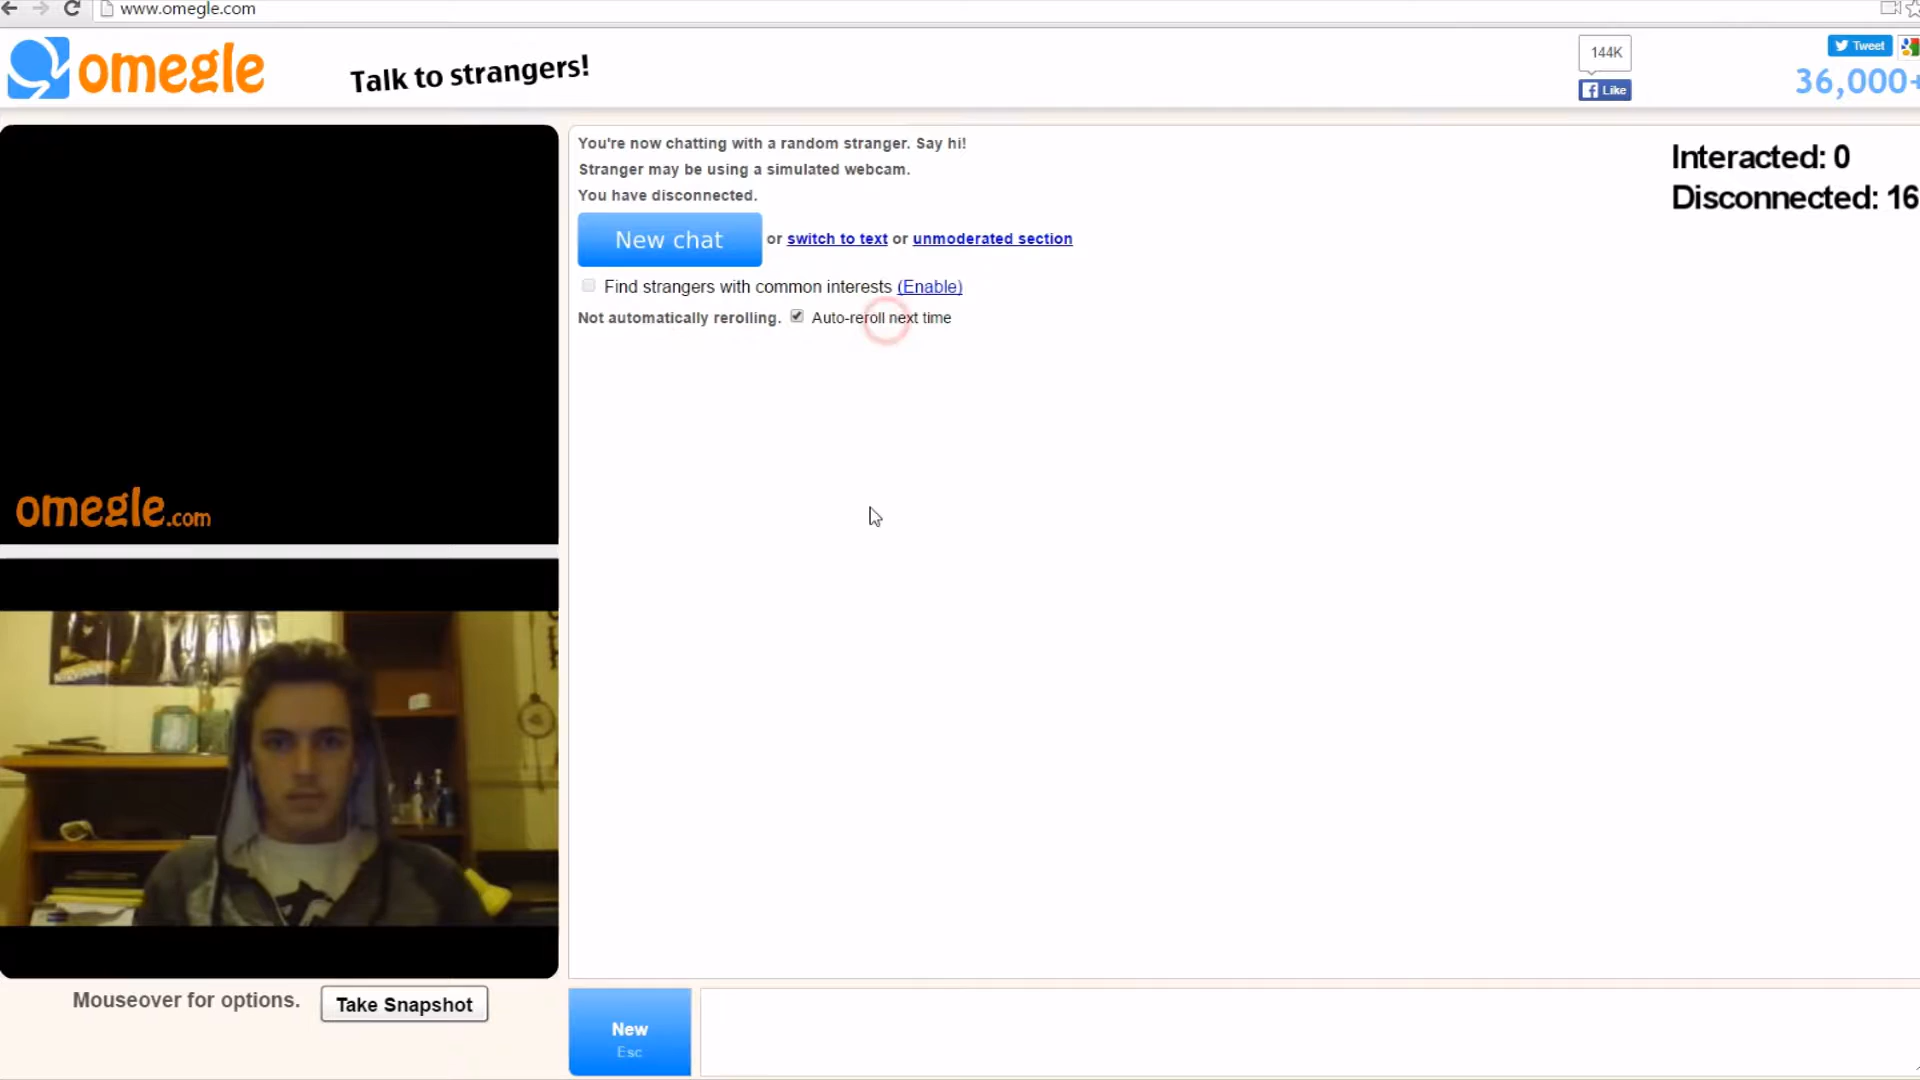 www.omegle.com
omegle
Talk to strangers!
144K
Like
Tweet
36,000+
You're now chatting with a random stranger. Say hi!
Stranger may be using a simulated webcam.
You have disconnected.
New chat or switch to text or unmoderated section
Find strangers with common interests (Enable)
Not automatically rerolling. Auto-reroll next time
Interacted: 0
Disconnected: 16
omegle.com
Mouseover for options.
Take Snapshot
New
Esc